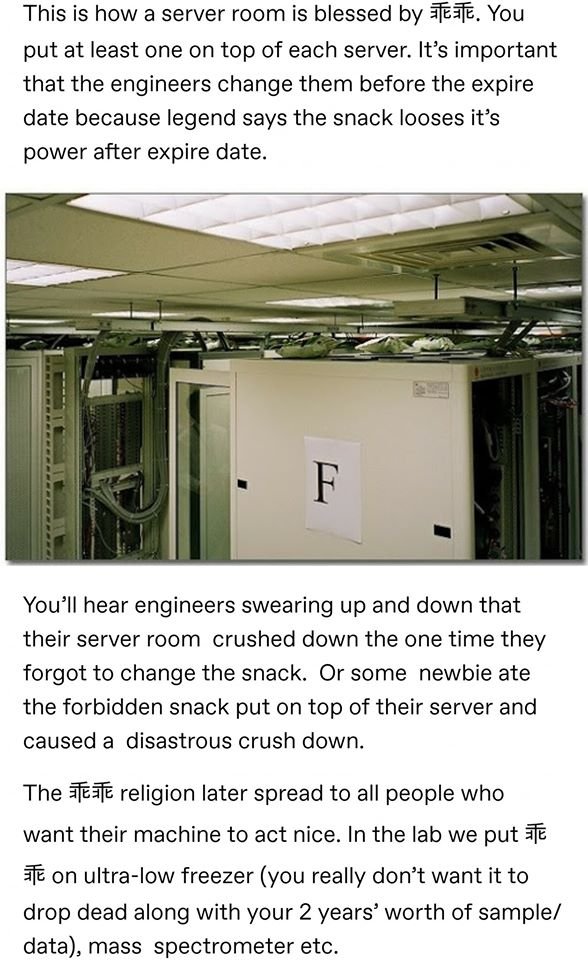 This is how a server room is blessed by 乖乖. You
put at least one on top of each server. It’s important
that the engineers change them before the expire
date because legend says the snack looses it’s
power after expire date.
F
You’ll hear engineers swearing up and down that
their server room crushed down the one time they
forgot to change the snack. Or some newbie ate
the forbidden snack put on top of their server and
caused a disastrous crush down.
The 乖乖 religion later spread to all people who
want their machine to act nice. In the lab we put 乖
乖 on ultra-low freezer (you really don’t want it to
drop dead along with your 2 years’ worth of sample/
data), mass spectrometer etc.